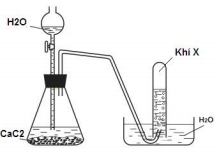 H2O
Khí X
H₂O
CaC2